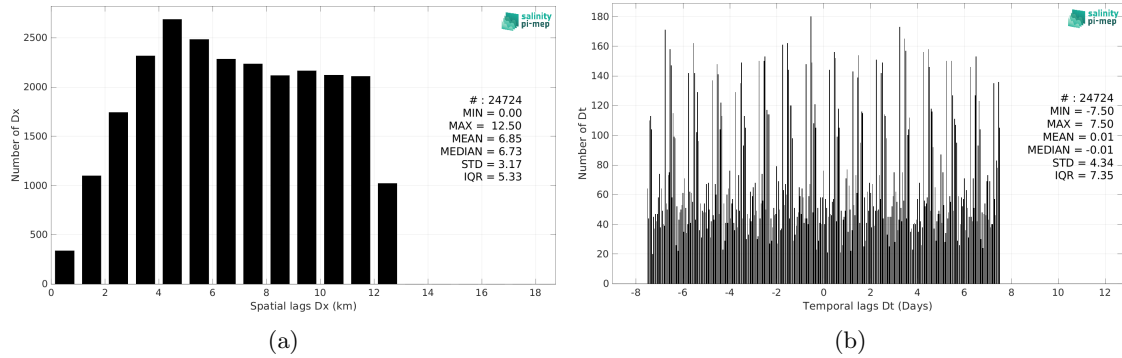 salinity
pi-mep
# : 24724
MIN = 0.00
MAX = 12.50
MEAN = 6.85
MEDIAN = 6.73
STD = 3.17
IQR = 5.33
Number of Dx
2500
2000
1500
1000
500
0
0 2 4 6 8 10 12 14 16 18
Spatial lags Dx (km)
(a)
salinity
pi-mep
# : 24724
MIN = -7.50
MAX = 7.50
MEAN = 0.01
MEDIAN = -0.01
STD = 4.34
IQR = 7.35
Number of Dt
180
160
140
120
100
80
60
40
20
0
-8 -6 -4 -2 0 2 4 6 8 10 12
Temporal lags Dt (Days)
(b)